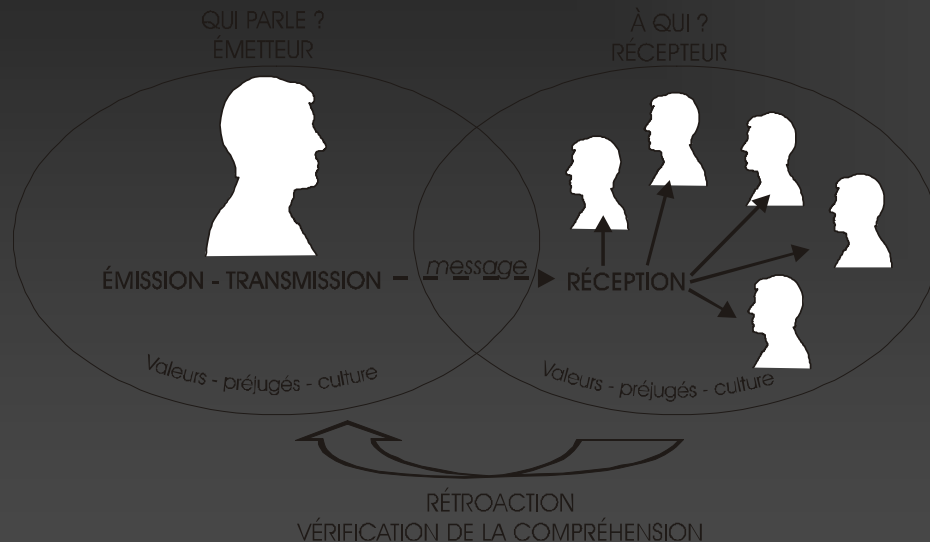 QUI PARLE ?
ÉMETTEUR
À QUI ?
RÉCEPTEUR
ÉMISSION - TRANSMISSION
message
RÉCEPTION
Valeurs - préjugés - culture
Valeurs - préjugés - culture
RÉTROACTION
VÉRIFICATION DE LA COMPRÉHENSION